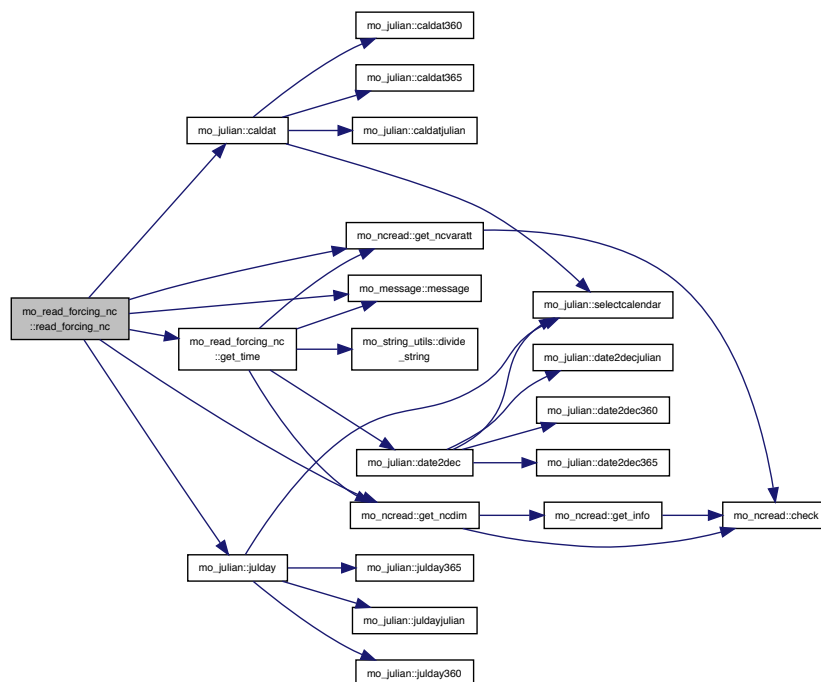 mo_julian::caldat360
mo_julian::caldat365
mo_julian::caldat
mo_julian::caldatjulian
mo_ncread::get_ncvaratt
mo_message::message
mo_julian::selectcalendar
mo_read_forcing_nc
::read_forcing_nc
mo_read_forcing_nc
::get_time
mo_string_utils::divide
_string
mo_julian::date2decjulian
mo_julian::date2dec360
mo_julian::date2dec
mo_julian::date2dec365
mo_ncread::get_ncdim
mo_ncread::get_info
mo_ncread::check
mo_julian::julday
mo_julian::julday365
mo_julian::juldayjulian
mo_julian::julday360